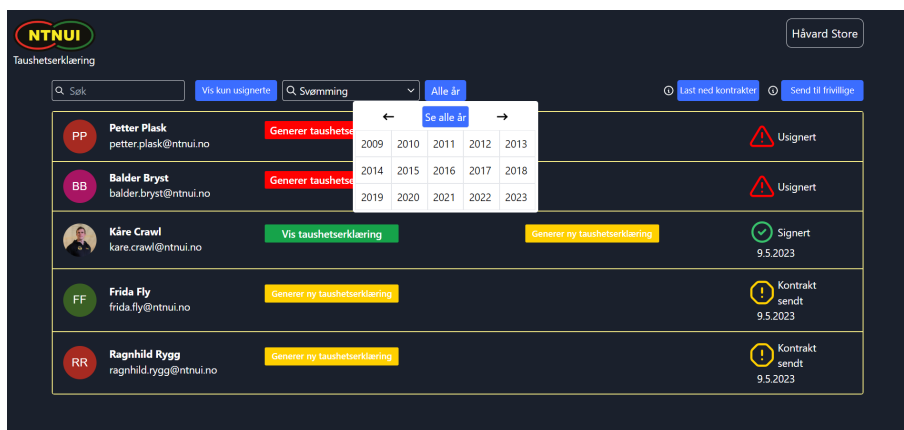 NTNUI
Taushetserklæring
Håvard Store
Søk
Vis kun usignerte
Svømming
Alle år
Last ned kontrakter
Send til frivillige
← Se alle år →
2009 2010 2011 2012 2013
2014 2015 2016 2017 2018
2019 2020 2021 2022 2023
PP
Petter Plask
petter.plask@ntnui.no
Generer taushetse
Usignert
BB
Balder Bryst
balder.bryst@ntnui.no
Generer taushetse
Usignert
Kåre Crawl
kare.crawl@ntnui.no
Vis taushetserklæring
Generer ny taushetserklæring
Signert
9.5.2023
FF
Frida Fly
frida.fly@ntnui.no
Generer ny taushetserklæring
Kontrakt
sendt
9.5.2023
RR
Ragnhild Rygg
ragnhild.rygg@ntnui.no
Generer ny taushetserklæring
Kontrakt
sendt
9.5.2023